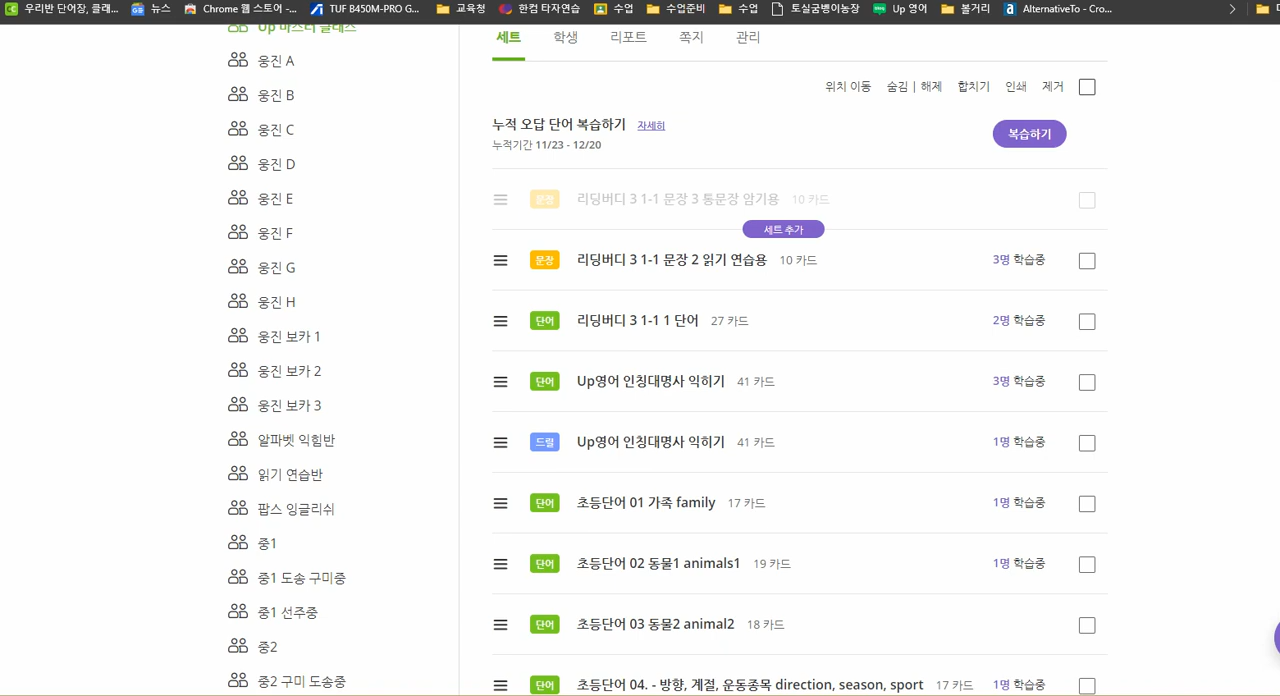 우리반 단어장, 클래... 뉴스 Chrome 웹 스토어 -... TUF B450M-PRO G... 교육청 한컴 타자연습 수업 수업준비 수업 토실굼벵이농장 Up 영어 볼거리 AlternativeTo - Cro...
Up 마스터 클래스
웅진 A
웅진 B
웅진 C
웅진 D
웅진 E
웅진 F
웅진 G
웅진 H
웅진 보카 1
웅진 보카 2
웅진 보카 3
알파벳 익힘반
읽기 연습반
팝스 잉글리쉬
중1
중1 도송 구미중
중1 선주중
중2
중2 구미 도송중
세트 학생 리포트 쪽지 관리
위치 이동 숨김 | 해제 합치기 인쇄 제거
누적 오답 단어 복습하기 자세히
누적기간 11/23 - 12/20
복습하기
문장 리딩버디 3 1-1 문장 3 통문장 암기용 10 카드
세트 추가
문장 리딩버디 3 1-1 문장 2 읽기 연습용 10 카드 3명 학습중
단어 리딩버디 3 1-1 1 단어 27 카드 2명 학습중
단어 Up영어 인칭대명사 익히기 41 카드 3명 학습중
드릴 Up영어 인칭대명사 익히기 41 카드 1명 학습중
단어 초등단어 01 가족 family 17 카드 1명 학습중
단어 초등단어 02 동물1 animals1 19 카드 1명 학습중
단어 초등단어 03 동물2 animal2 18 카드
단어 초등단어 04. - 방향, 계절, 운동종목 direction, season, sport 17 카드 1명 학습중